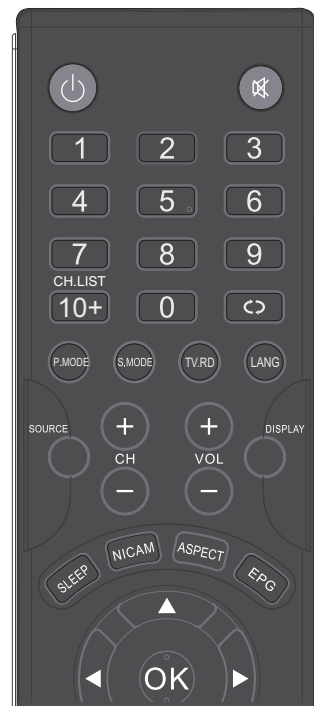 1 2 3
4 5 6
7 8 9
CH.LIST
10+ 0
P.MODE S,MODE TV.RD LANG
SOURCE + + DISPLAY
CH VOL
− −
SLEEP NICAM ASPECT EPG
OK